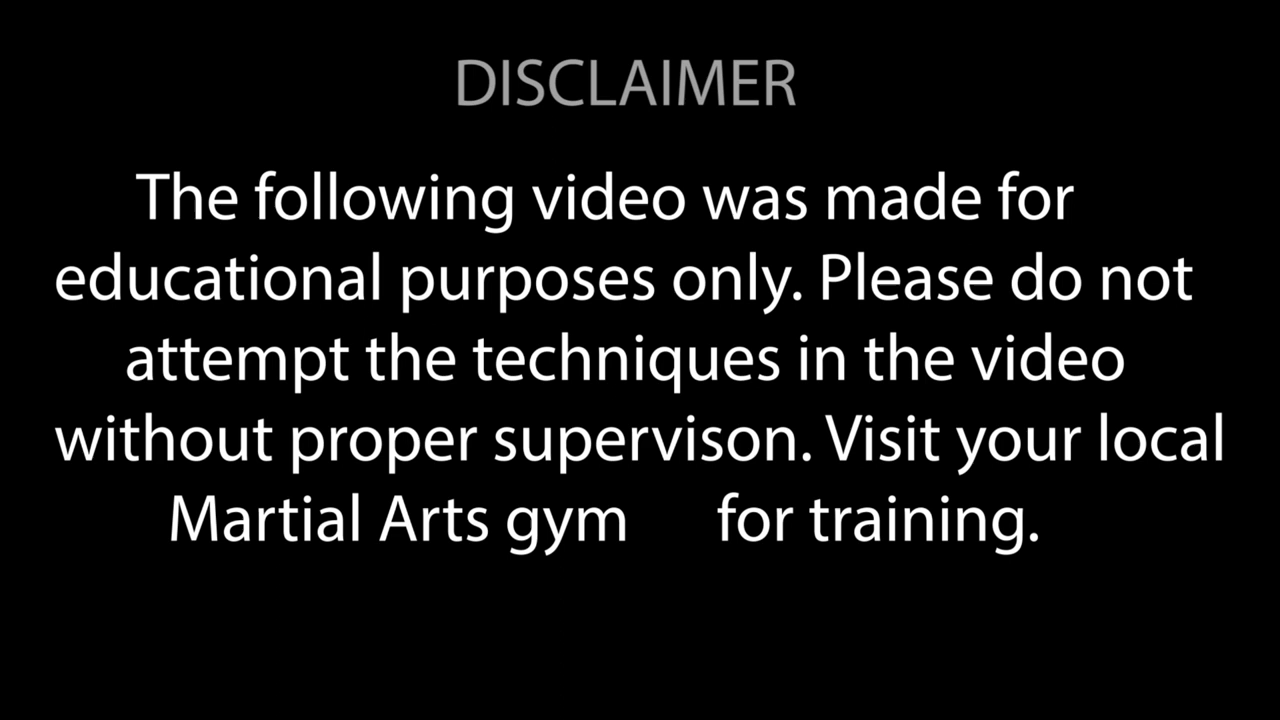 DISCLAIMER
The following video was made for
educational purposes only. Please do not
attempt the techniques in the video
without proper supervison. Visit your local
Martial Arts gym for training.